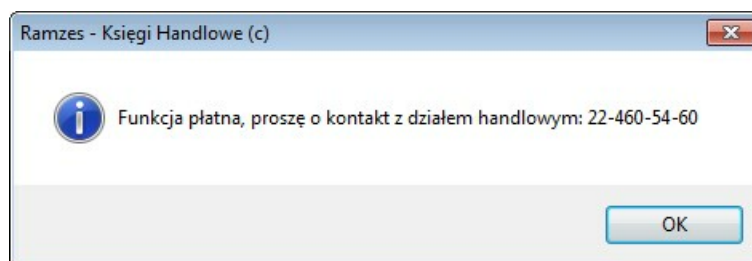 Ramzes - Księgi Handlowe (c)
Funkcja płatna, proszę o kontakt z działem handlowym: 22-460-54-60
OK